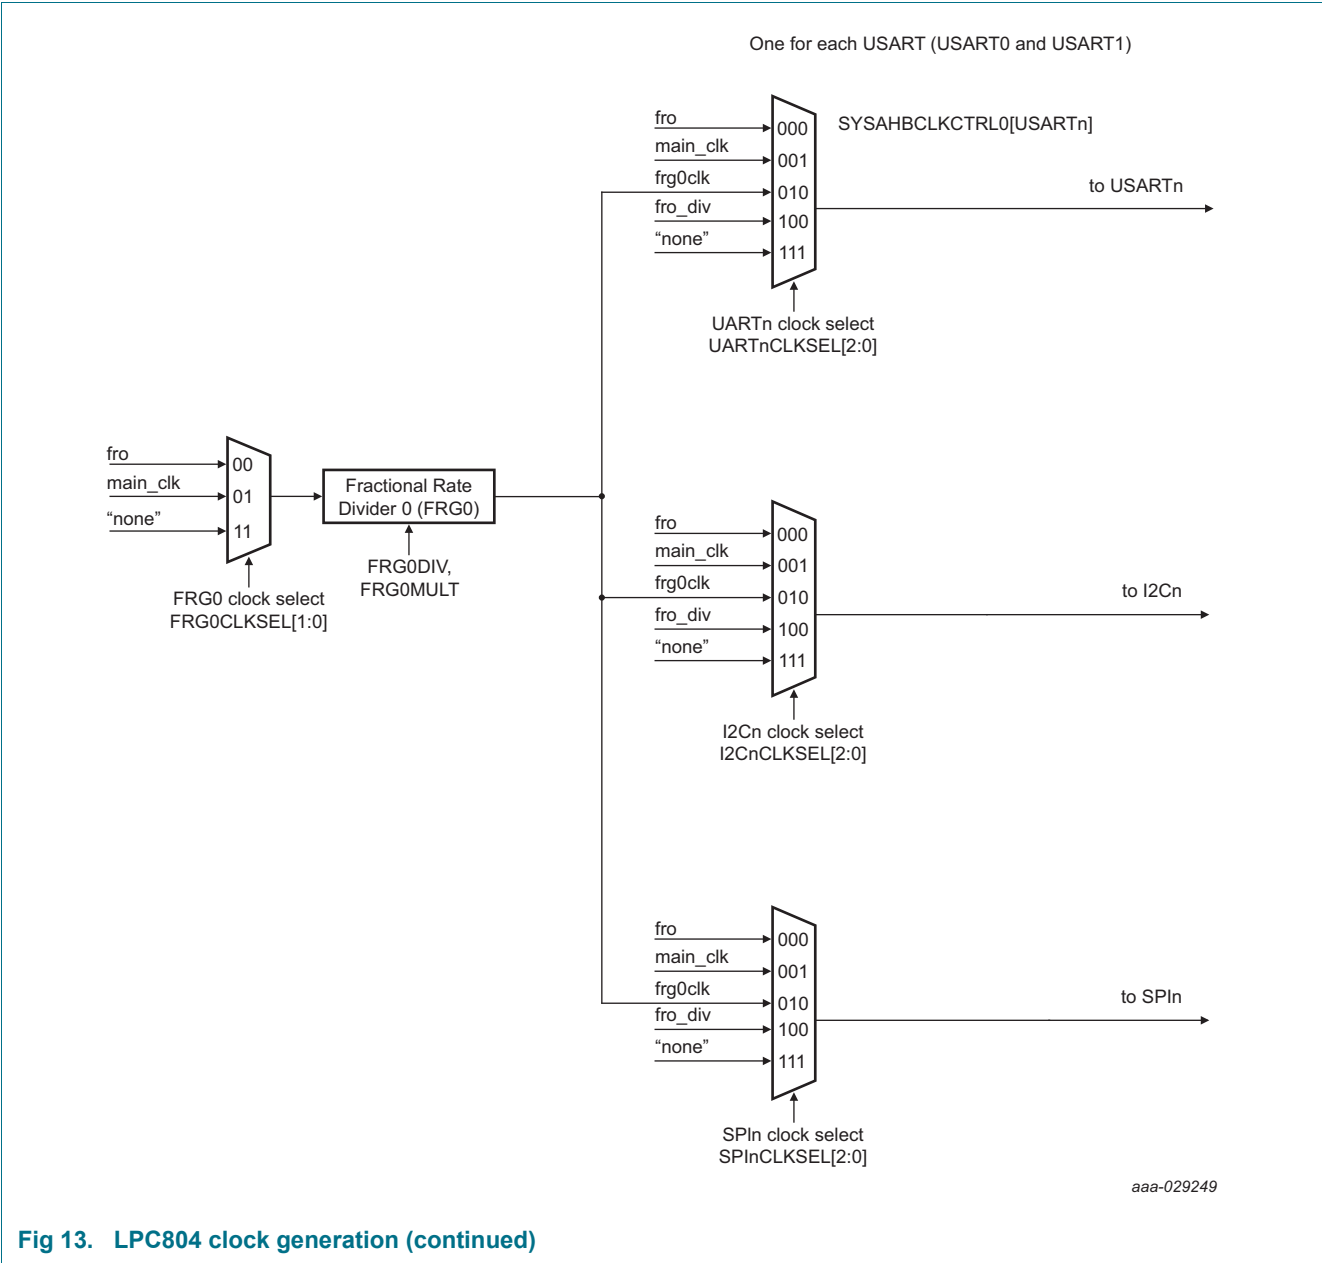 One for each USART (USART0 and USART1)
fro
000
SYSAHBCLKCTRL0[USARTn]
main_clk
001
frg0clk
010
to USARTn
fro_div
100
“none”
111
UARTn clock select
UARTnCLKSEL[2:0]
fro
00
main_clk
01
“none”
11
Fractional Rate
Divider 0 (FRG0)
FRG0DIV,
FRG0MULT
FRG0 clock select
FRG0CLKSEL[1:0]
fro
000
main_clk
001
frg0clk
010
to I2Cn
fro_div
100
“none”
111
I2Cn clock select
I2CnCLKSEL[2:0]
fro
000
main_clk
001
frg0clk
010
to SPIn
fro_div
100
“none”
111
SPIn clock select
SPInCLKSEL[2:0]
aaa-029249
Fig 13. LPC804 clock generation (continued)